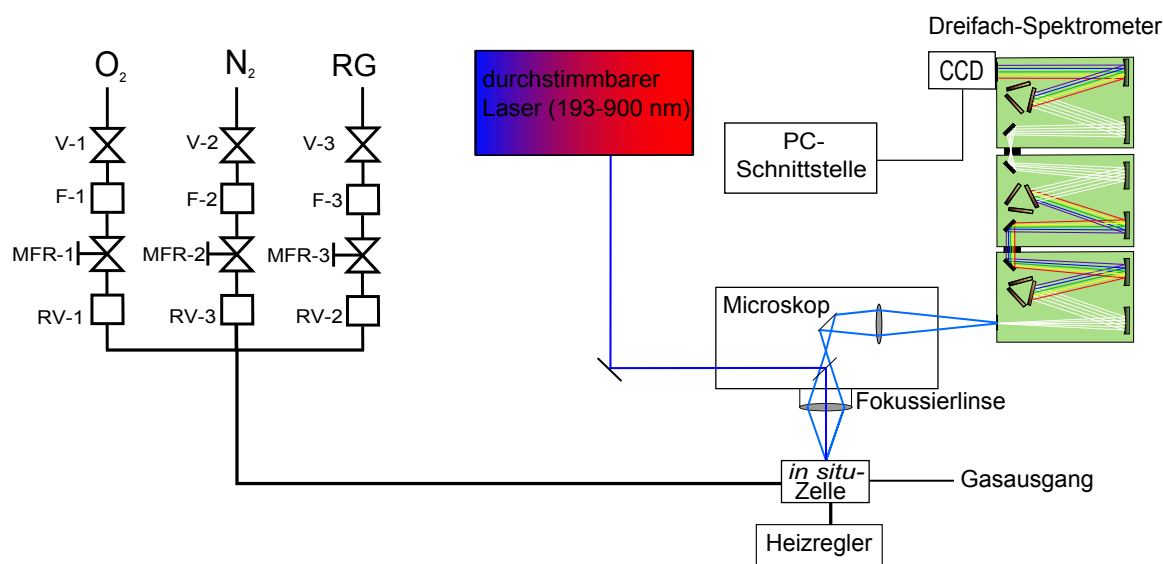 Dreifach-Spektrometer
O₂
N₂
RG
durchstimmbarer
Laser (193-900 nm)
CCD
V-1
V-2
V-3
PC-
Schnittstelle
F-1
F-2
F-3
MFR-1
MFR-2
MFR-3
RV-1
RV-3
RV-2
Microskop
Fokussierlinse
in situ-
Zelle
Gasausgang
Heizregler